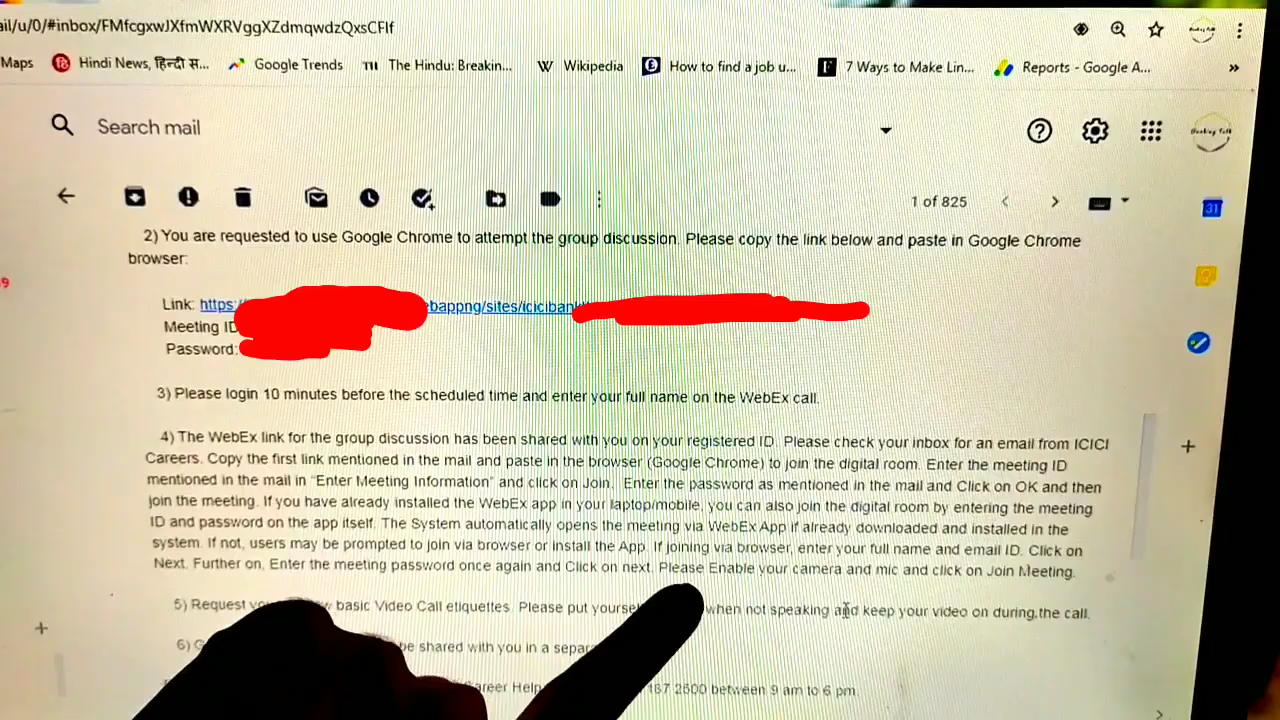 ail/u/0/#inbox/FMfcgxwJXfmWXRVggXZdmqwdzQxsCFlf
Maps Hindi News, हिन्दी स... Google Trends TH The Hindu: Breakin... W Wikipedia How to find a job u... F 7 Ways to Make Lin... Reports - Google A... »
Search mail
1 of 825
31
2) You are requested to use Google Chrome to attempt the group discussion. Please copy the link below and paste in Google Chrome
browser:
9
Link: https:/ ebappng/sites/icicibank
Meeting ID
Password:
3) Please login 10 minutes before the scheduled time and enter your full name on the WebEx call.
4) The WebEx link for the group discussion has been shared with you on your registered ID. Please check your inbox for an email from ICICI
Careers. Copy the first link mentioned in the mail and paste in the browser (Google Chrome) to join the digital room. Enter the meeting ID
mentioned in the mail in “Enter Meeting Information” and click on Join. Enter the password as mentioned in the mail and Click on OK and then
join the meeting. If you have already installed the WebEx app in your laptop/mobile, you can also join the digital room by entering the meeting
ID and password on the app itself. The System automatically opens the meeting via WebEx App if already downloaded and installed in the
system. If not, users may be prompted to join via browser or install the App. If joining via browser, enter your full name and email ID. Click on
Next. Further on, Enter the meeting password once again and Click on next. Please Enable your camera and mic and click on Join Meeting.
5) Request basic Video Call etiquettes. Please put when not speaking and keep your video on during the call.
6) be shared with you in a
Career Help 2500 between 9 am to 6 pm.